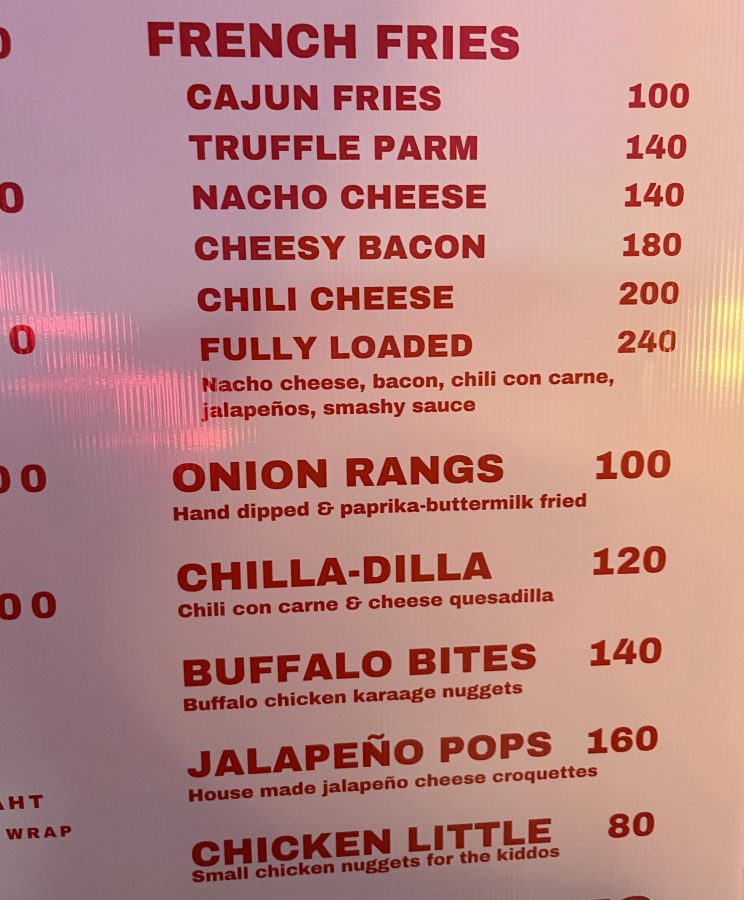 FRENCH FRIES
CAJUN FRIES 100
TRUFFLE PARM 140
NACHO CHEESE 140
CHEESY BACON 180
CHILI CHEESE 200
FULLY LOADED 240
Nacho cheese, bacon, chili con carne,
jalapeños, smashy sauce
ONION RANGS 100
Hand dipped & paprika-buttermilk fried
CHILLA-DILLA 120
Chili con carne & cheese quesadilla
BUFFALO BITES 140
Buffalo chicken karaage nuggets
JALAPEÑO POPS 160
House made jalapeño cheese croquettes
CHICKEN LITTLE 80
Small chicken nuggets for the kiddos
WRAP